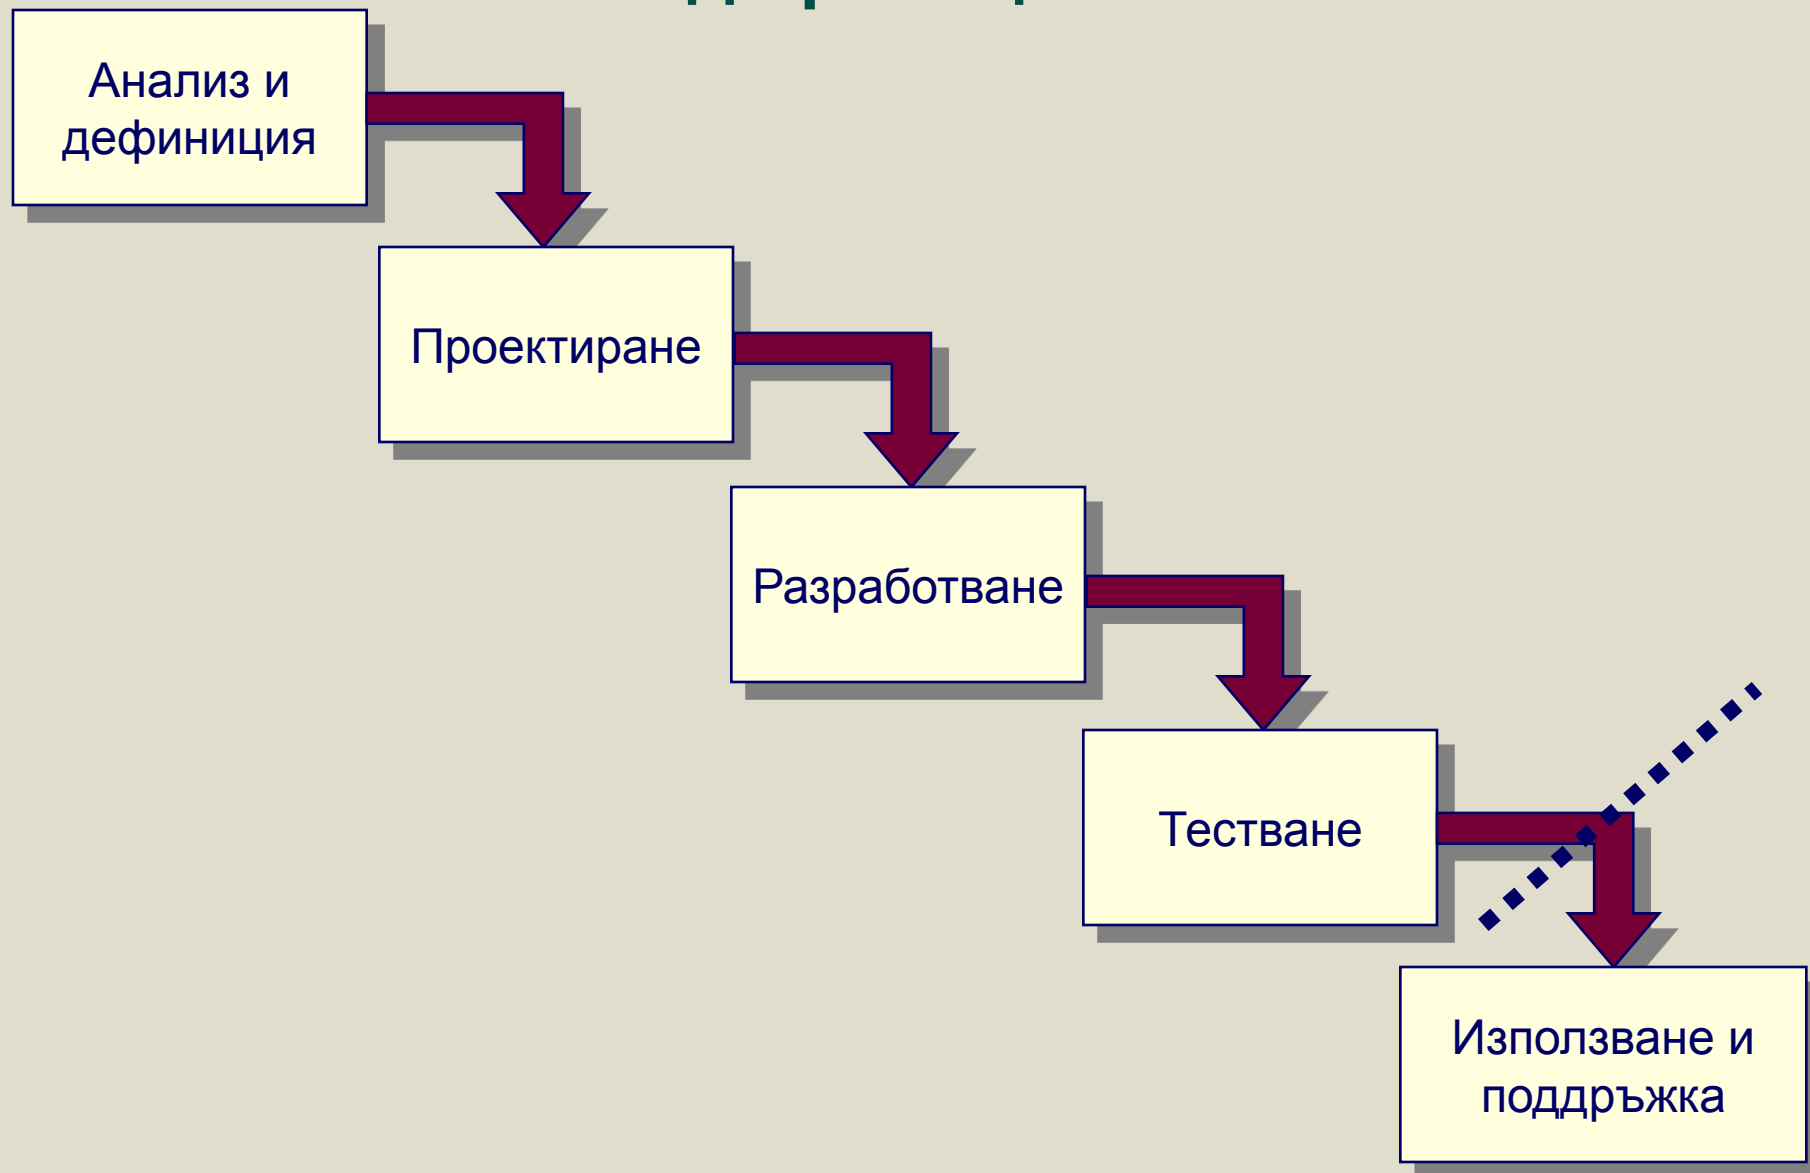 Анализ и
дефиниция
Проектиране
Разработване
Тестване
Използване и
поддръжка